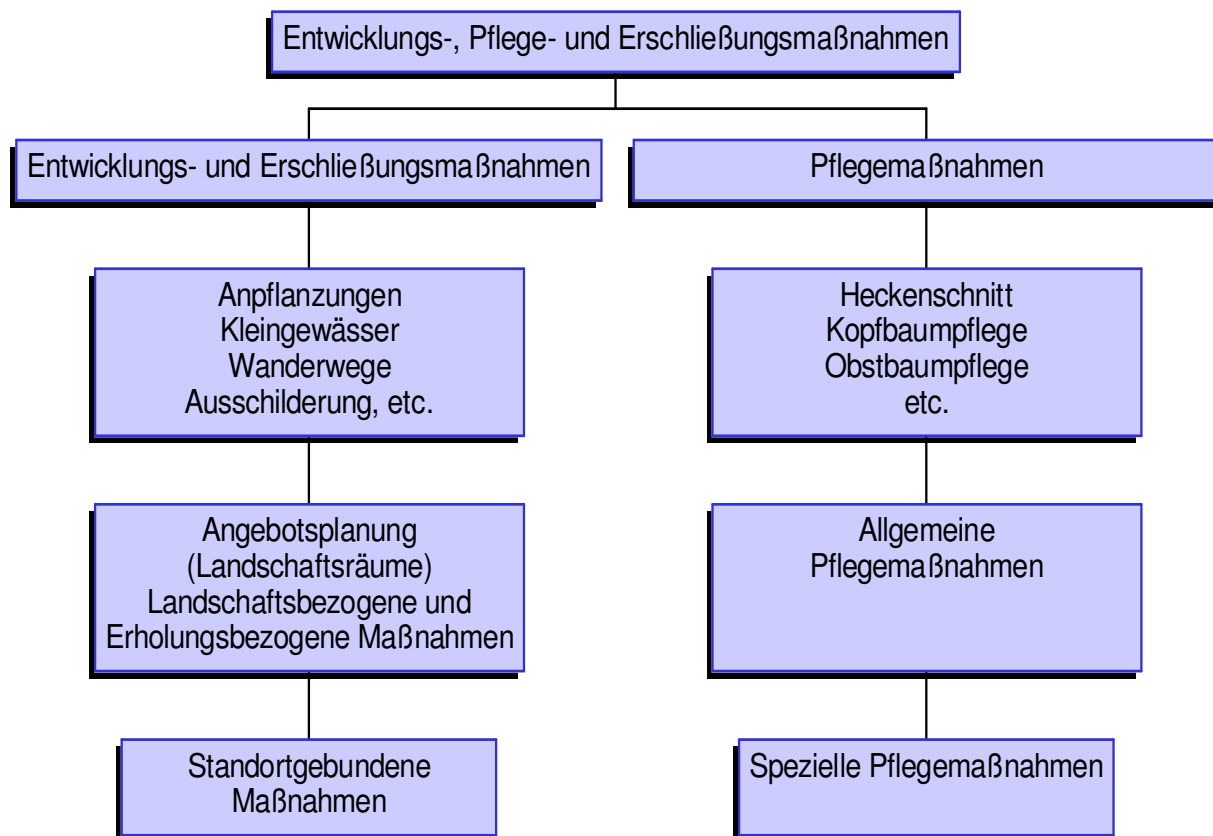 Entwicklungs-, Pflege- und Erschließungsmaßnahmen
Entwicklungs- und Erschließungsmaßnahmen
Pflegemaßnahmen
Anpflanzungen
Kleingewässer
Wanderwege
Ausschilderung, etc.
Heckenschnitt
Kopfbaumpflege
Obstbaumpflege
etc.
Angebotsplanung
(Landschaftsräume)
Landschaftsbezogene und
Erholungsbezogene Maßnahmen
Allgemeine
Pflegemaßnahmen
Standortgebundene
Maßnahmen
Spezielle Pflegemaßnahmen